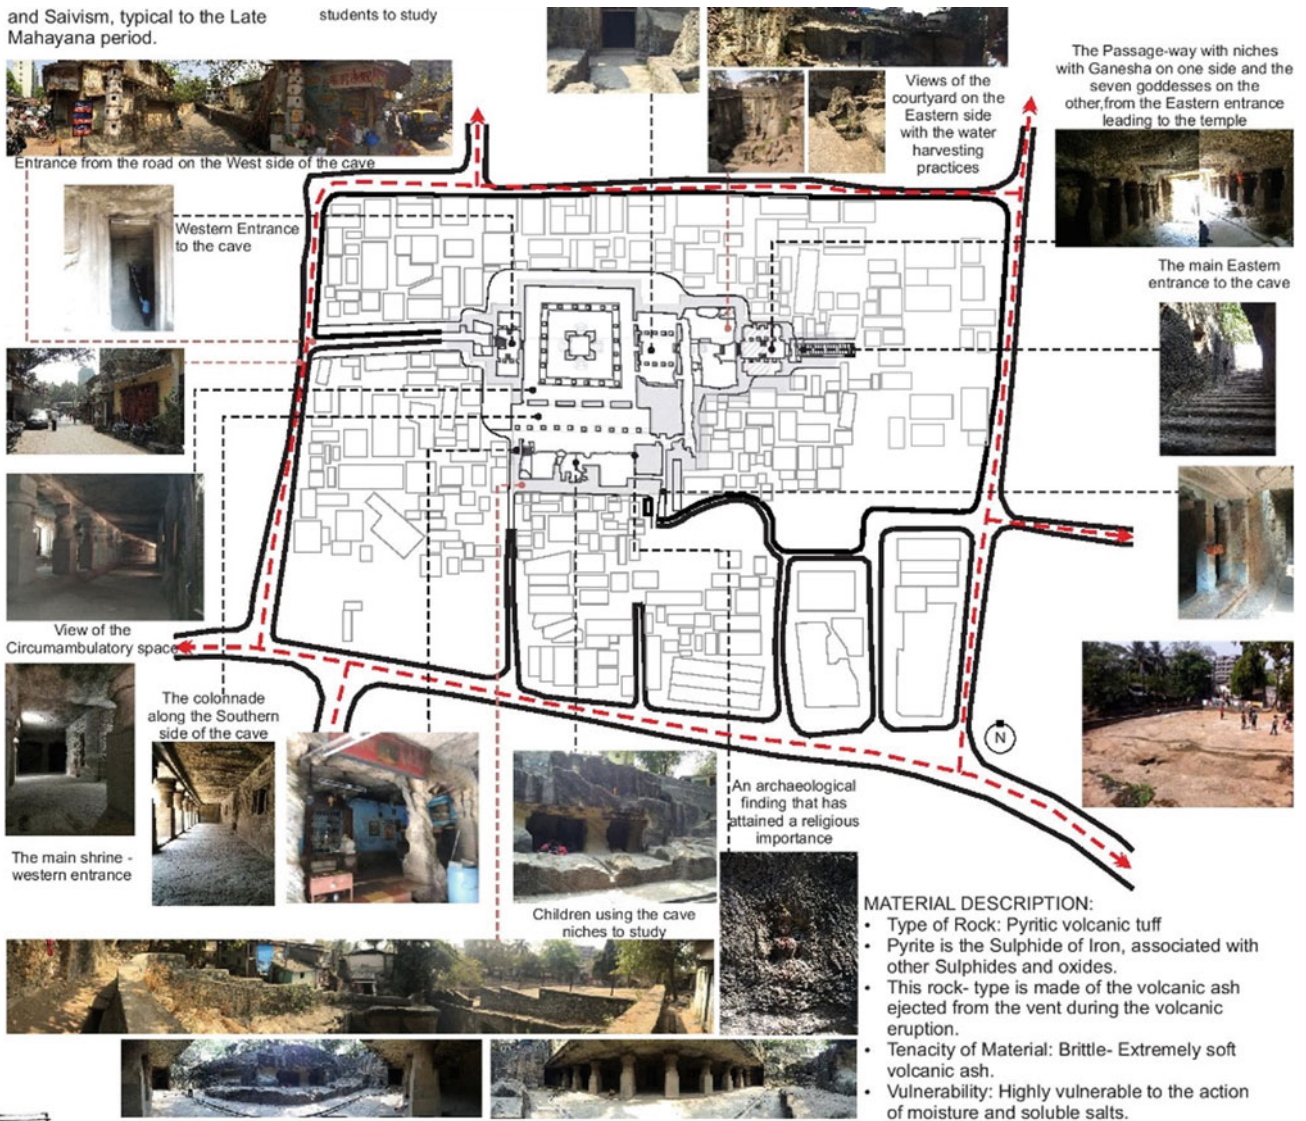 and Saivism, typical to the Late
Mahayana period.
students to study
Entrance from the road on the West side of the cave
Western Entrance
to the cave
Views of the
courtyard on the
Eastern side
with the water
harvesting
practices
The Passage-way with niches
with Ganesha on one side and the
seven goddesses on the
other,from the Eastern entrance
leading to the temple
The main Eastern
entrance to the cave
View of the
Circumambulatory space
The colonnade
along the Southern
side of the cave
The main shrine -
western entrance
Children using the cave
niches to study
An archaeological
finding that has
attained a religious
importance
N
MATERIAL DESCRIPTION:
• Type of Rock: Pyritic volcanic tuff
• Pyrite is the Sulphide of Iron, associated with
other Sulphides and oxides.
• This rock- type is made of the volcanic ash
ejected from the vent during the volcanic
eruption.
• Tenacity of Material: Brittle- Extremely soft
volcanic ash.
• Vulnerability: Highly vulnerable to the action
of moisture and soluble salts.